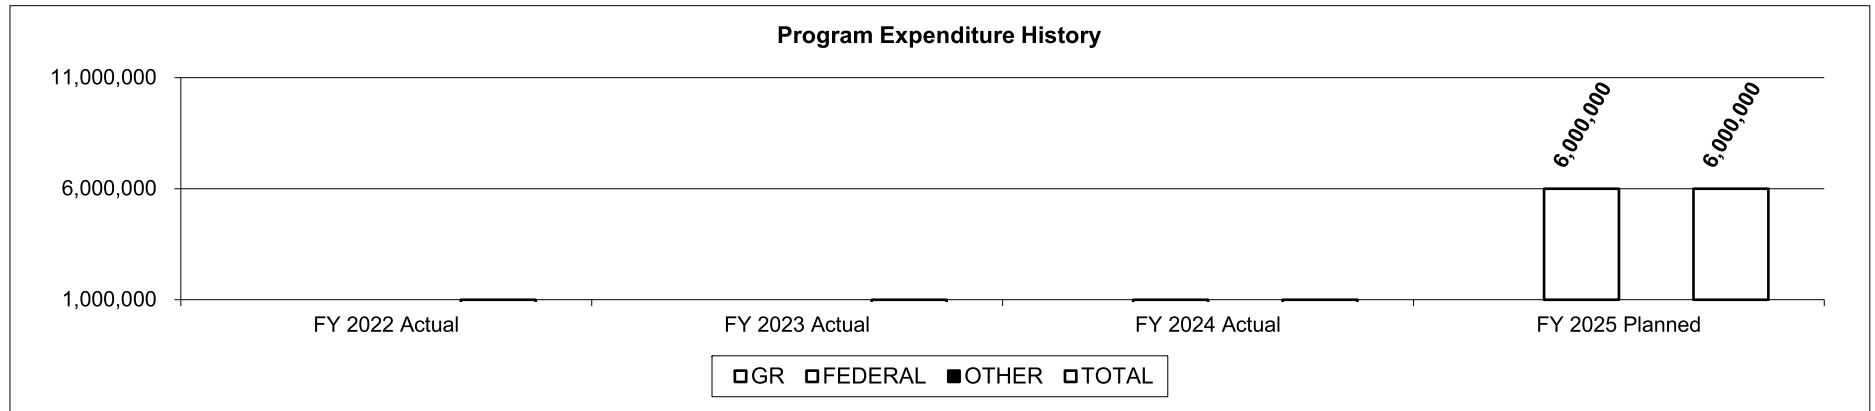 Program Expenditure History
11,000,000
6,000,000
1,000,000
6,000,000
6,000,000
FY 2022 Actual
FY 2023 Actual
FY 2024 Actual
FY 2025 Planned
GR FEDERAL OTHER TOTAL